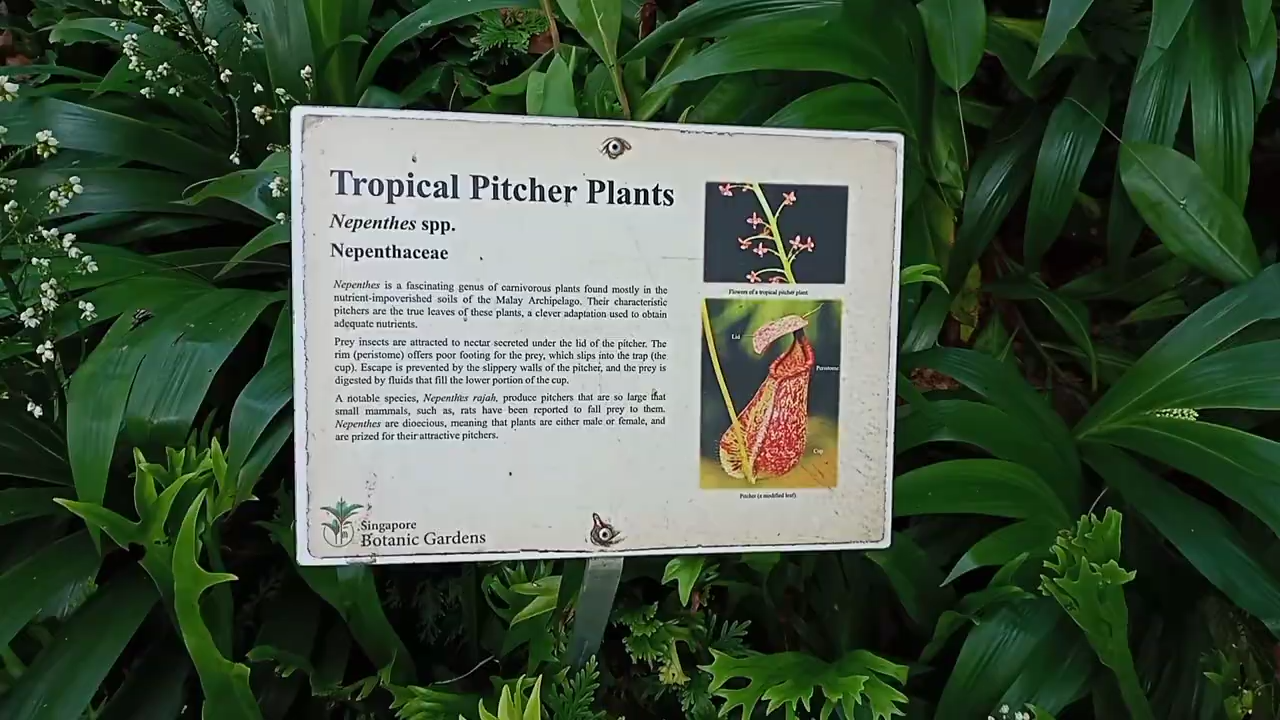 Tropical Pitcher Plants
Nepenthes spp.
Nepenthaceae
Nepenthes is a fascinating genus of carnivorous plants found mostly in the
nutrient-impoverished soils of the Malay Archipelago. Their characteristic
pitchers are the true leaves of these plants, a clever adaptation used to obtain
adequate nutrients.
Prey insects are attracted to nectar secreted under the lid of the pitcher. The
rim (peristome) offers poor footing for the prey, which slips into the trap (the
cup). Escape is prevented by the slippery walls of the pitcher, and the prey is
digested by fluids that fill the lower portion of the cup.
A notable species, Nepenthes rajah, produce pitchers that are so large that
small mammals, such as, rats have been reported to fall prey to them.
Nepenthes are dioecious, meaning that plants are either male or female, and
are prized for their attractive pitchers.
Flowers of a tropical pitcher plant
Lid
Peristome
Cup
Pitcher (a modified leaf)
Singapore
Botanic Gardens